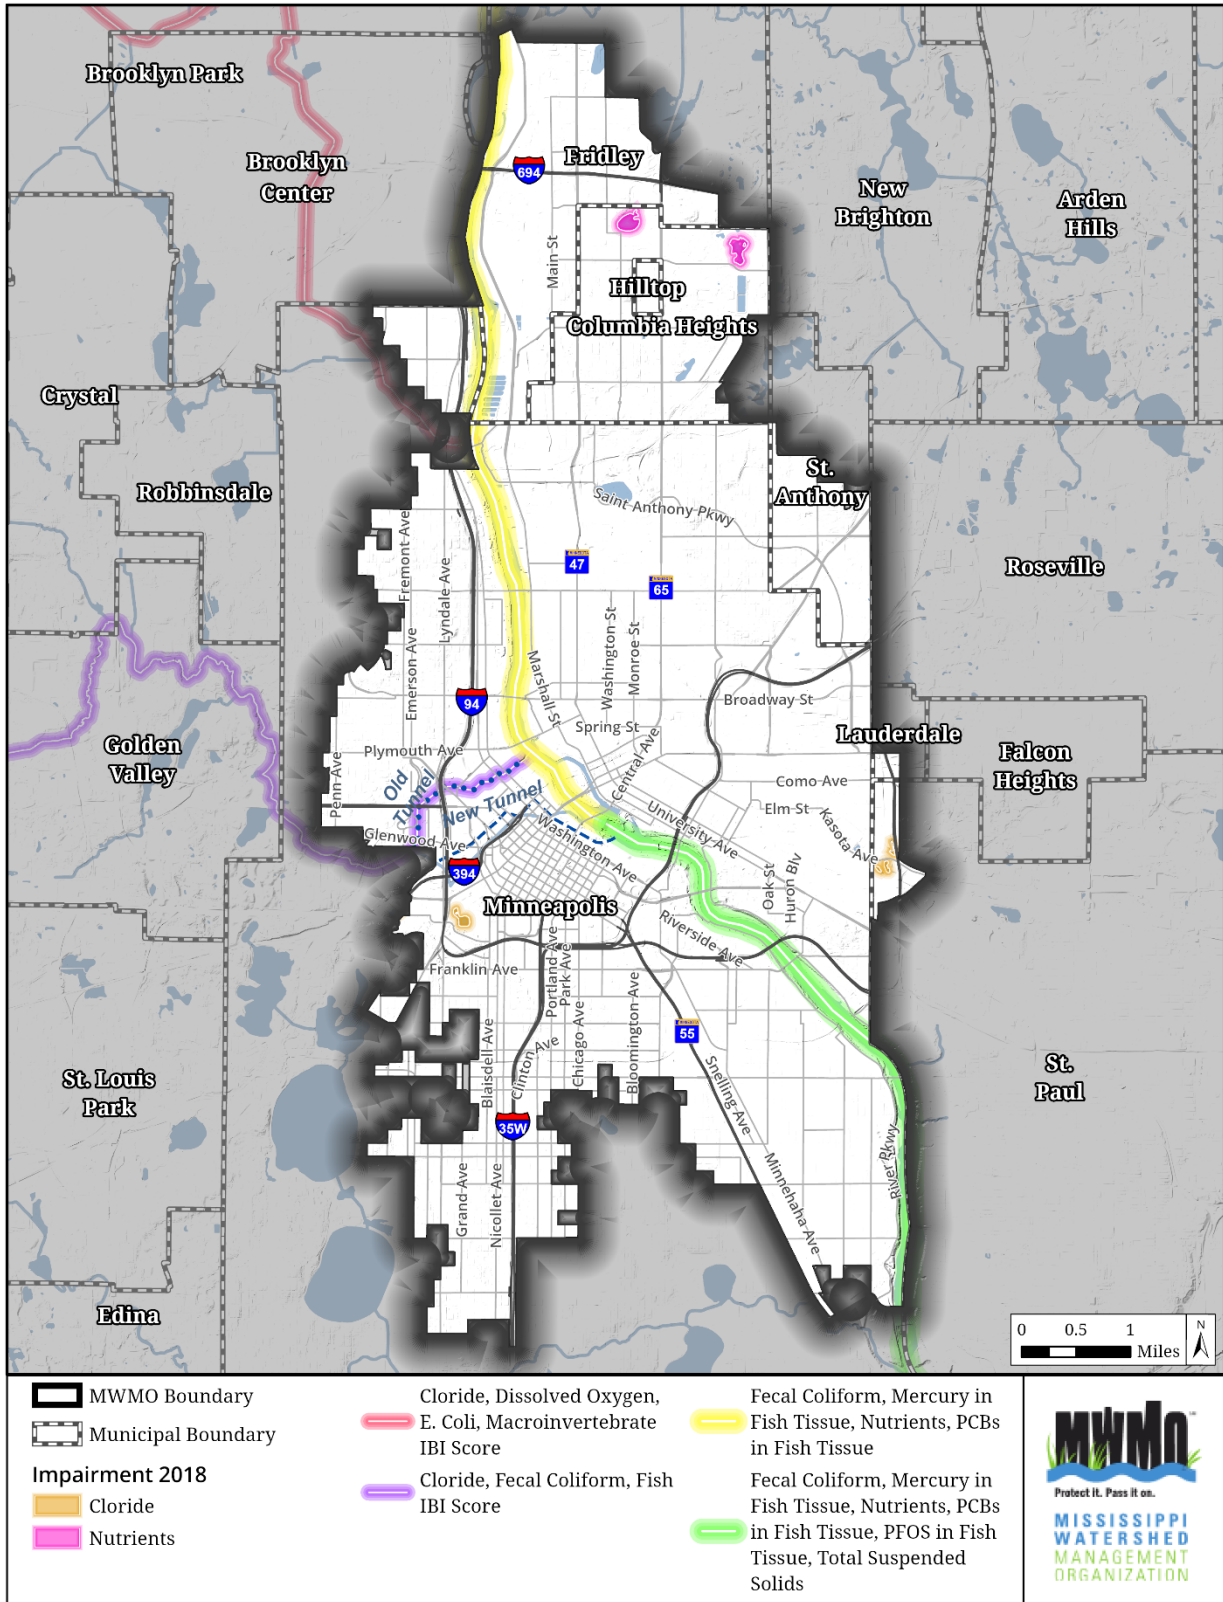 Brooklyn Park
Brooklyn
Center
694
Fridley
New
Brighton
Arden
Hills
Main St
Hilltop
Columbia Heights
Crystal
Robbinsdale
St.
Anthony
Saint Anthony Pkwy
Roseville
47
65
Fremont Ave
Lyndale Ave
Emerson Ave
Washington St
Monroe St
Marshall St
94
Broadway St
Spring St
Golden
Valley
Plymouth Ave
Penn Ave
Old
Tunnel
New Tunnel
Central Ave
Lauderdale
Falcon
Heights
Como Ave
Elm St
Kasota Ave
University Ave
Washington Ave
Glenwood Ave
394
Oak St
Huron Blv
Minneapolis
Riverside Ave
Franklin Ave
Portland Ave
Park Ave
Chicago Ave
Bloomington Ave
Blaisdell Ave
Clinton Ave
55
Snelling Ave
35W
St. Louis
Park
St.
Paul
Minnehaha Ave
River Pkwy
Grand Ave
Nicollet Ave
Edina
0 0.5 1
Miles
N
MWMO Boundary
Municipal Boundary
Impairment 2018
Cloride
Nutrients
Cloride, Dissolved Oxygen,
E. Coli, Macroinvertebrate
IBI Score
Cloride, Fecal Coliform, Fish
IBI Score
Fecal Coliform, Mercury in
Fish Tissue, Nutrients, PCBs
in Fish Tissue
Fecal Coliform, Mercury in
Fish Tissue, Nutrients, PCBs
in Fish Tissue, PFOS in Fish
Tissue, Total Suspended
Solids
MWMO
Protect it. Pass it on.
MISSISSIPPI
WATERSHED
MANAGEMENT
ORGANIZATION